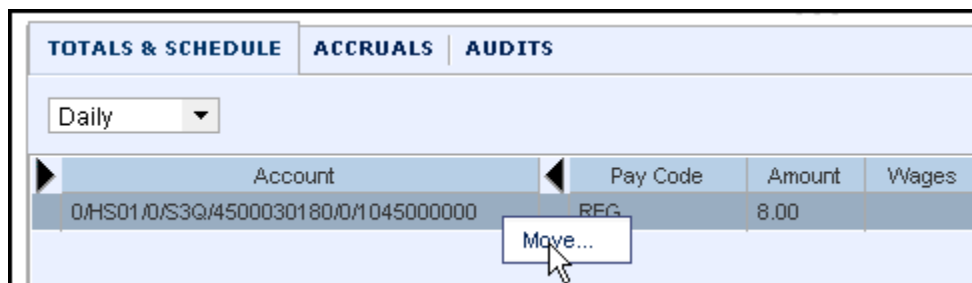 TOTALS & SCHEDULE ACCRUALS AUDITS
Daily
Account Pay Code Amount Wages
0/HS01/0/S3Q/4500030180/0/1045000000 REG 8.00
Move...